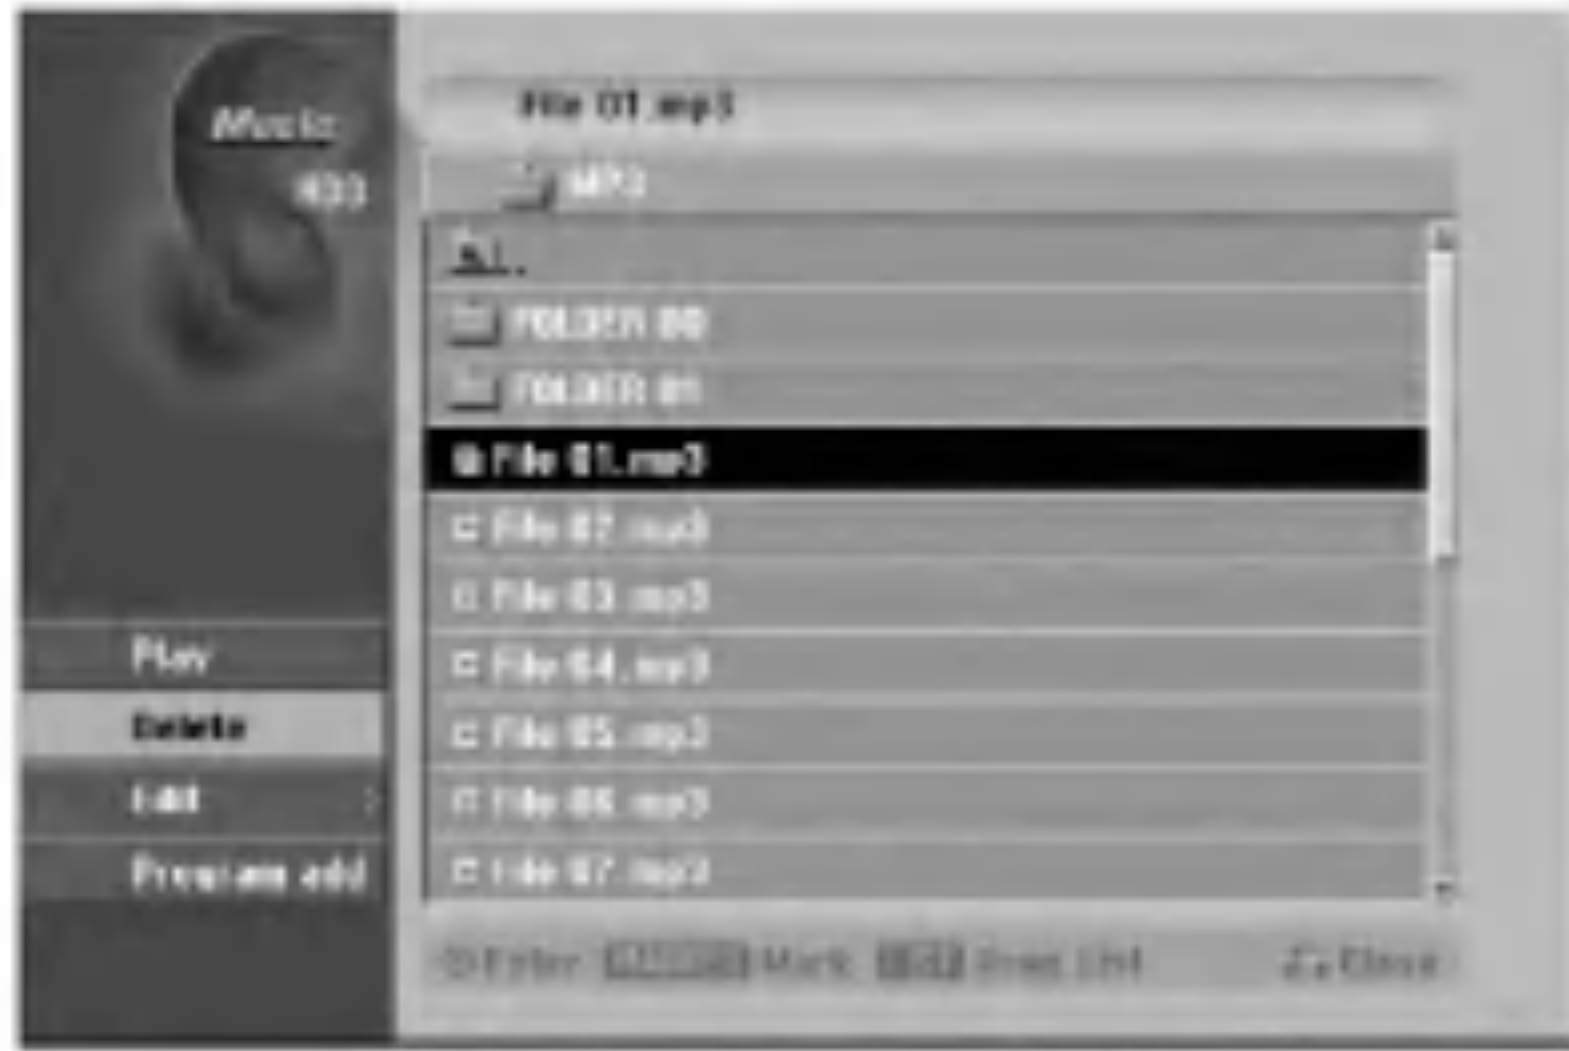 Music
File 01.mp3
MP3
FOLDER 00
FOLDER 01
File 01.mp3
File 02.mp3
File 03.mp3
File 04.mp3
File 05.mp3
File 06.mp3
File 07.mp3
Play
Delete
Edit
Program add
Enter Mark Close